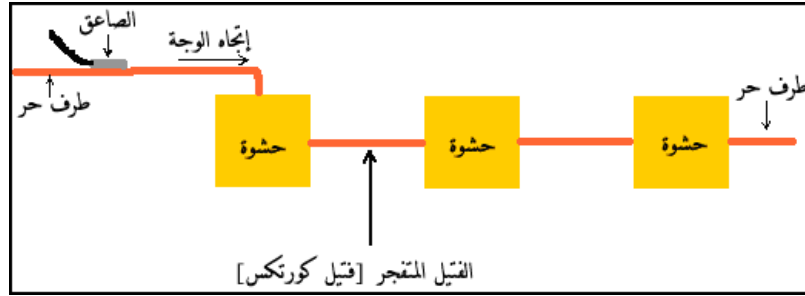 الصاعق
إتجاه الوجة
طرف حر
طرف حر
حشوة
حشوة
حشوة
الفتيل المتفجر [فتيل كورتكس]